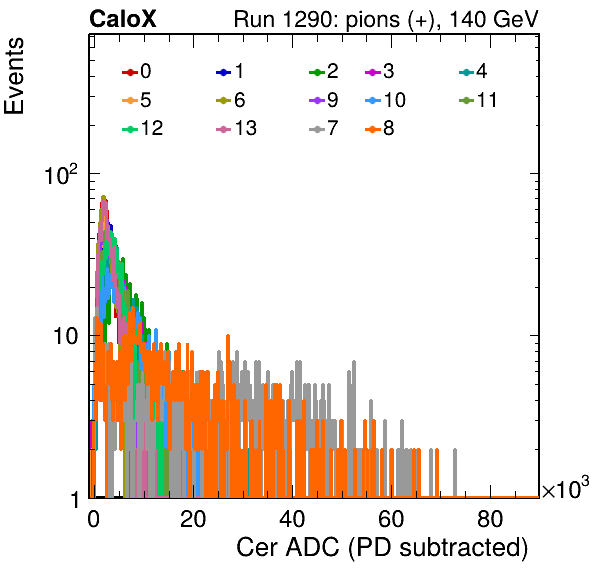 CaloX Run 1290: pions (+), 140 GeV
Events
0 1 2 3 4
5 6 9 10 11
12 13 7 8
10²
10
1
0 20 40 60 80 ×10³
Cer ADC (PD subtracted)